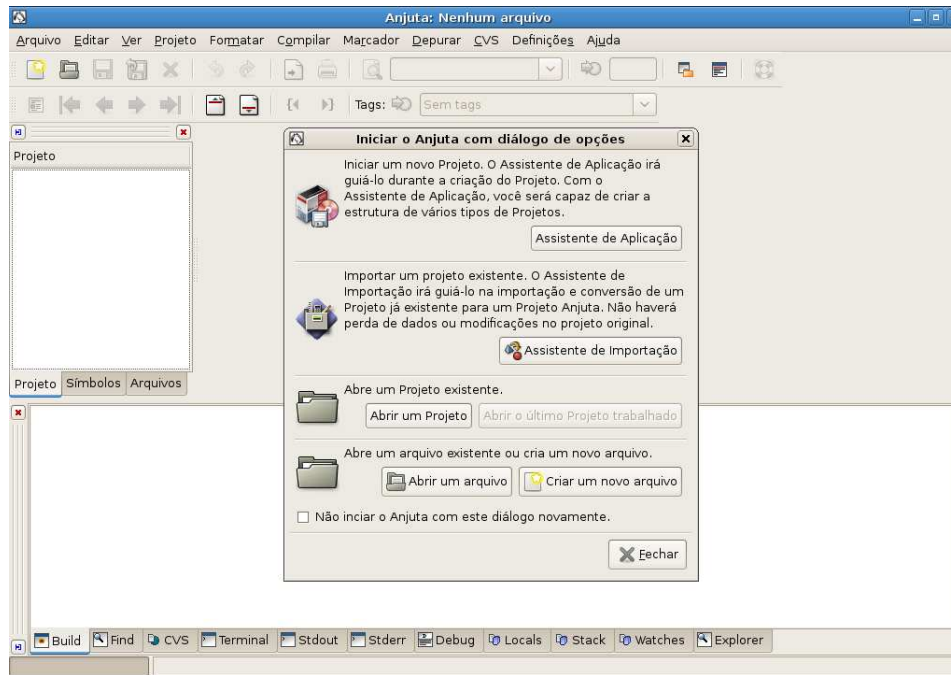 Anjuta: Nenhum arquivo
Arquivo Editar Ver Projeto Formatar Compilar Marcador Depurar CVS Definições Ajuda
Tags: Sem tags
Projeto
Iniciar o Anjuta com diálogo de opções
Iniciar um novo Projeto. O Assistente de Aplicação irá
guiá-lo durante a criação do Projeto. Com o
Assistente de Aplicação, você será capaz de criar a
estrutura de vários tipos de Projetos.
Assistente de Aplicação
Importar um projeto existente. O Assistente de
Importação irá guiá-lo na importação e conversão de um
Projeto já existente para um Projeto Anjuta. Não haverá
perda de dados ou modificações no projeto original.
Assistente de Importação
Abre um Projeto existente.
Abrir um Projeto Abrir o último Projeto trabalhado
Abre um arquivo existente ou cria um novo arquivo.
Abrir um arquivo Criar um novo arquivo
Não inciar o Anjuta com este diálogo novamente.
Fechar
Projeto Símbolos Arquivos
Build Find CVS Terminal Stdout Stderr Debug Locals Stack Watches Explorer